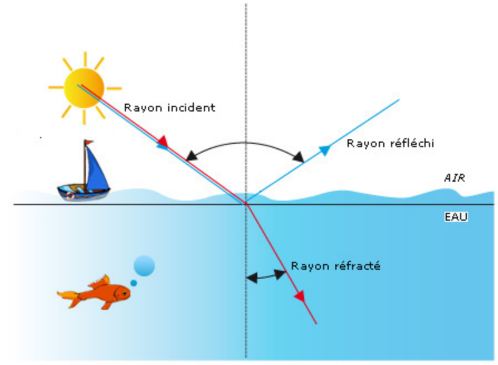 Rayon incident
Rayon réfléchi
AIR
EAU
Rayon réfracté